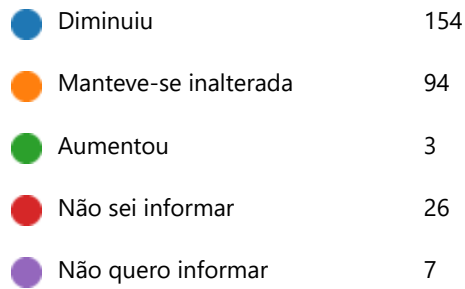 Diminuiu 154
Manteve-se inalterada 94
Aumentou 3
Não sei informar 26
Não quero informar 7